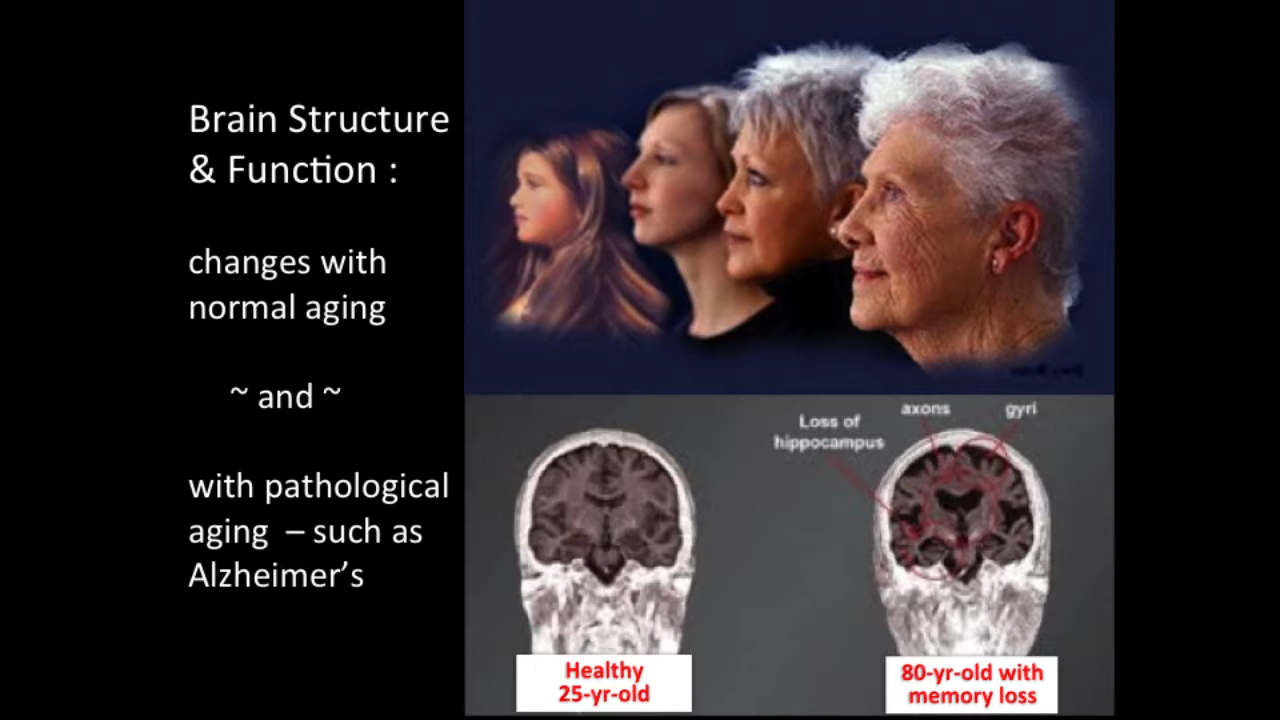 Brain Structure
& Function :
changes with
normal aging
~ and ~
with pathological
aging – such as
Alzheimer's
Loss of
hippocampus
axons
gyri
Healthy
25-yr-old
80-yr-old with
memory loss